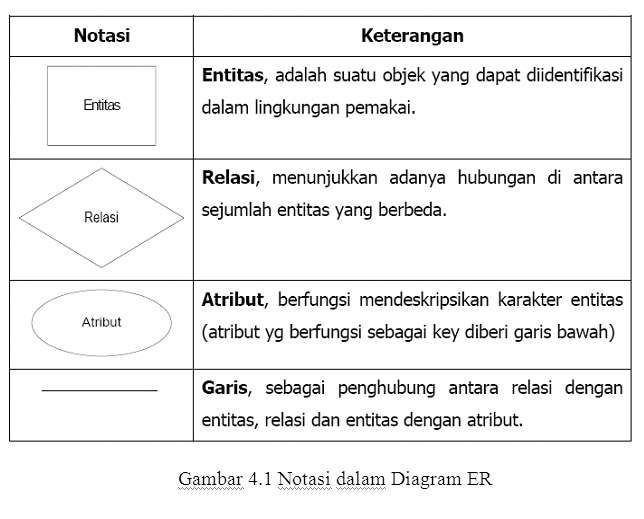 Notasi
Keterangan
Entitas
Entitas, adalah suatu objek yang dapat diidentifikasi
dalam lingkungan pemakai.
Relasi
Relasi, menunjukkan adanya hubungan di antara
sejumlah entitas yang berbeda.
Atribut
Atribut, berfungsi mendeskripsikan karakter entitas
(atribut yg berfungsi sebagai key diberi garis bawah)
Garis, sebagai penghubung antara relasi dengan
entitas, relasi dan entitas dengan atribut.
Gambar 4.1 Notasi dalam Diagram ER